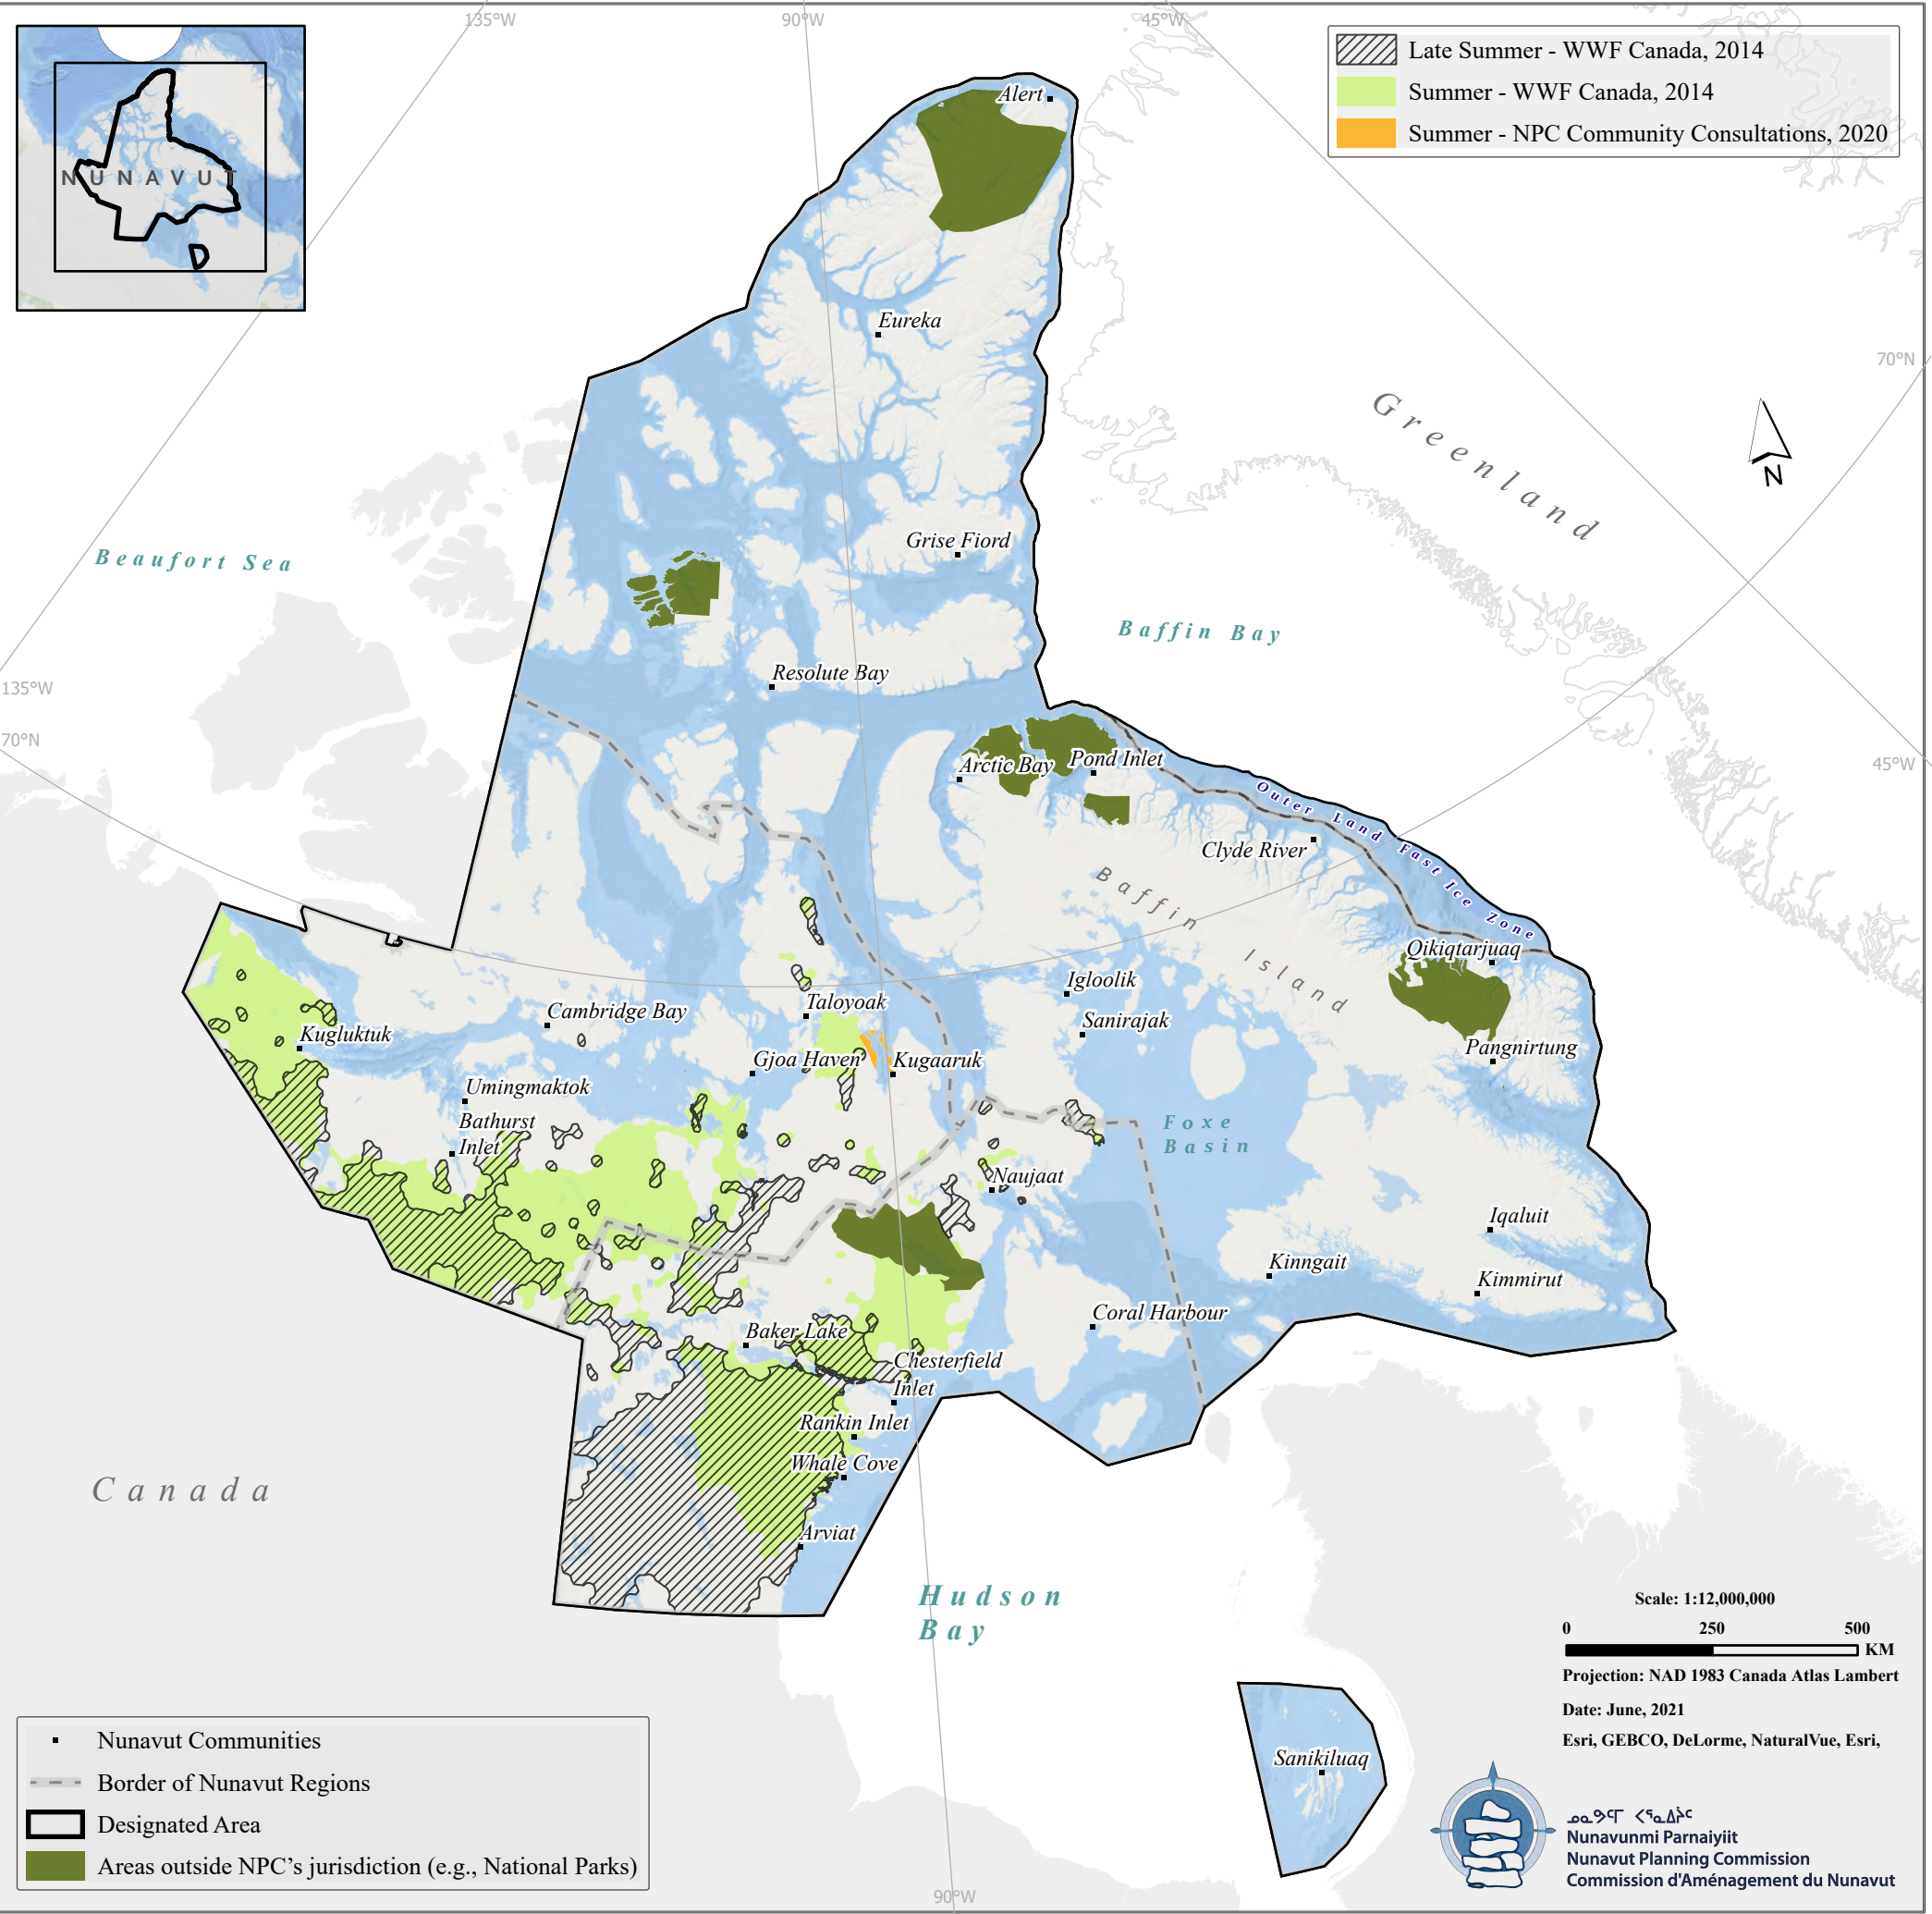 135°W
90°W
45°W
NUNAVUT
Late Summer - WWF Canada, 2014
Summer - WWF Canada, 2014
Summer - NPC Community Consultations, 2020
Alert
Eureka
70°N
Greenland
N
Grise Fiord
Beaufort Sea
Baffin Bay
Resolute Bay
135°W
70°N
45°W
Arctic Bay
Pond Inlet
Outer Land Fast Ice Zone
Clyde River
Baffin Island
Qikiqtarjuaq
Igloolik
Taloyoak
Cambridge Bay
Sanirajak
Kugluktuk
Pangnirtung
Gjoa Haven
Kugaaruk
Umingmaktok
Bathurst
Inlet
Foxe
Basin
Naujaat
Iqaluit
Kinngait
Kimmirut
Coral Harbour
Baker Lake
Chesterfield
Inlet
Rankin Inlet
Whale Cove
Canada
Arviat
Hudson
Bay
Scale: 1:12,000,000
0 250 500
KM
Projection: NAD 1983 Canada Atlas Lambert
Date: June, 2021
Esri, GEBCO, DeLorme, NaturalVue, Esri,
Sanikiluaq
Nunavut Communities
Border of Nunavut Regions
Designated Area
Areas outside NPC's jurisdiction (e.g., National Parks)
ᓄᓇᕗᒻᒥ ᐸᕐᓇᐃᔩᑦ
Nunavunmi Parnaiyiit
Nunavut Planning Commission
Commission d'Aménagement du Nunavut
90°W